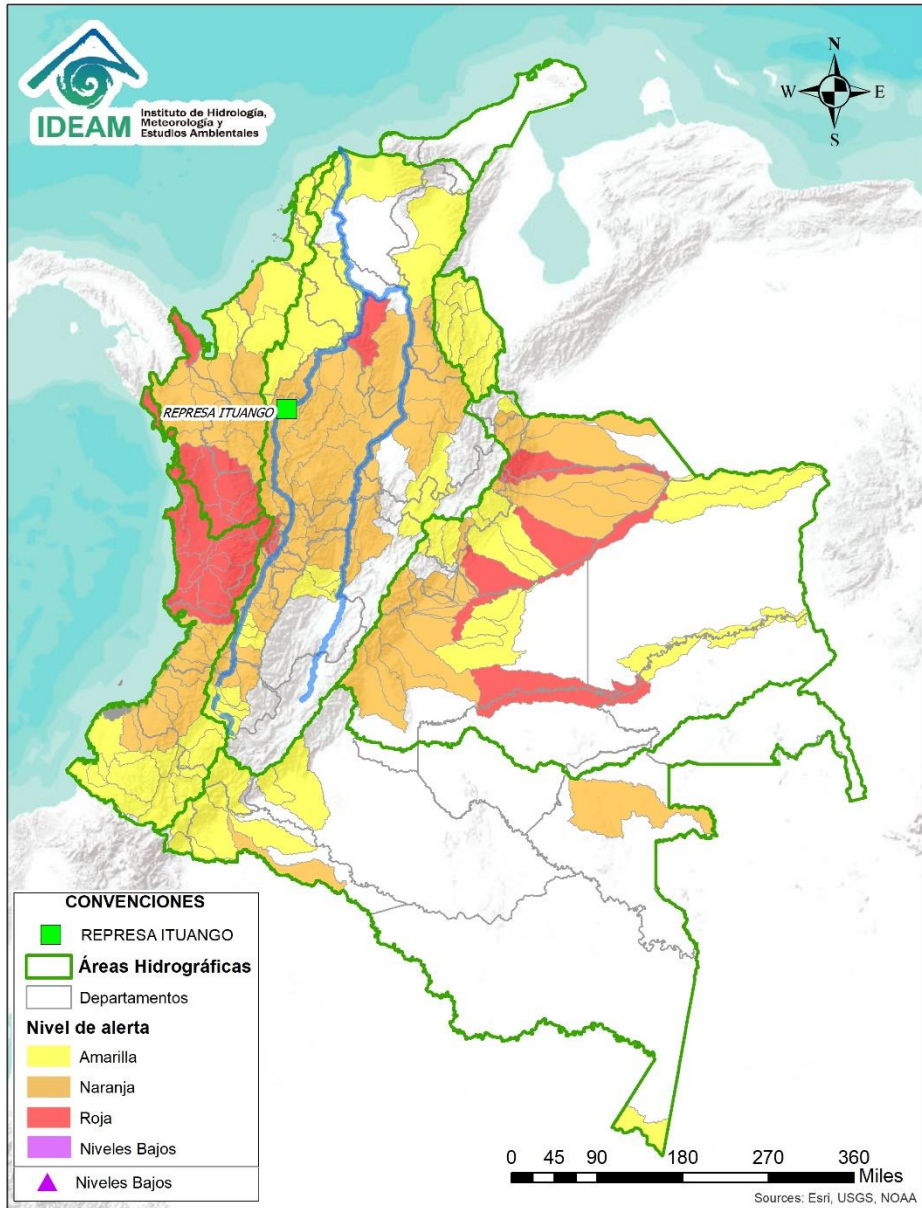 IDEAM
Instituto de Hidrología,
Meteorología y
Estudios Ambientales
N
W
E
S
REPRESA ITUANGO
CONVENCIONES
REPRESA ITUANGO
Áreas Hidrográficas
Departamentos
Nivel de alerta
Amarilla
Naranja
Roja
Niveles Bajos
Niveles Bajos
0 45 90 180 270 360
Miles
Sources: Esri, USGS, NOAA